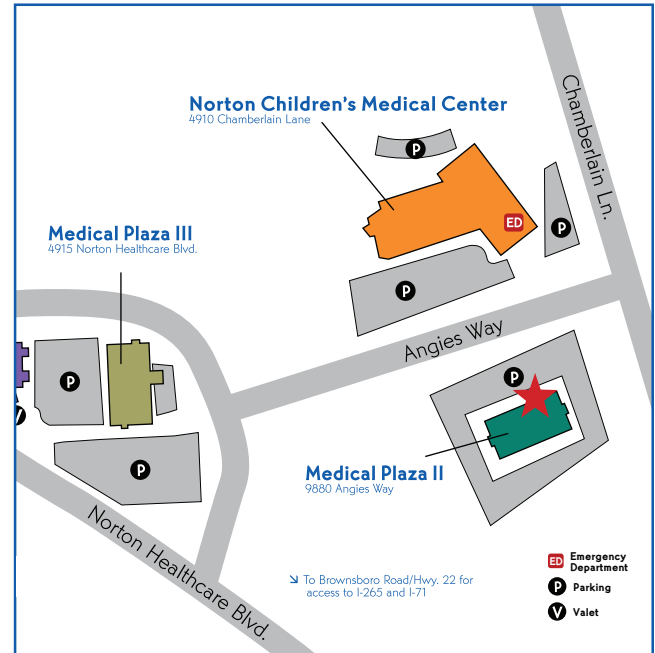 Chamberlain Ln.
Norton Children's Medical Center
4910 Chamberlain Lane
P
ED
P
Medical Plaza III
4915 Norton Healthcare Blvd.
P
Angies Way
P
P
V
P
Medical Plaza II
9880 Angies Way
Norton Healthcare Blvd.
↘ To Brownsboro Road/Hwy. 22 for
access to I-265 and I-71
ED Emergency
Department
P Parking
V Valet